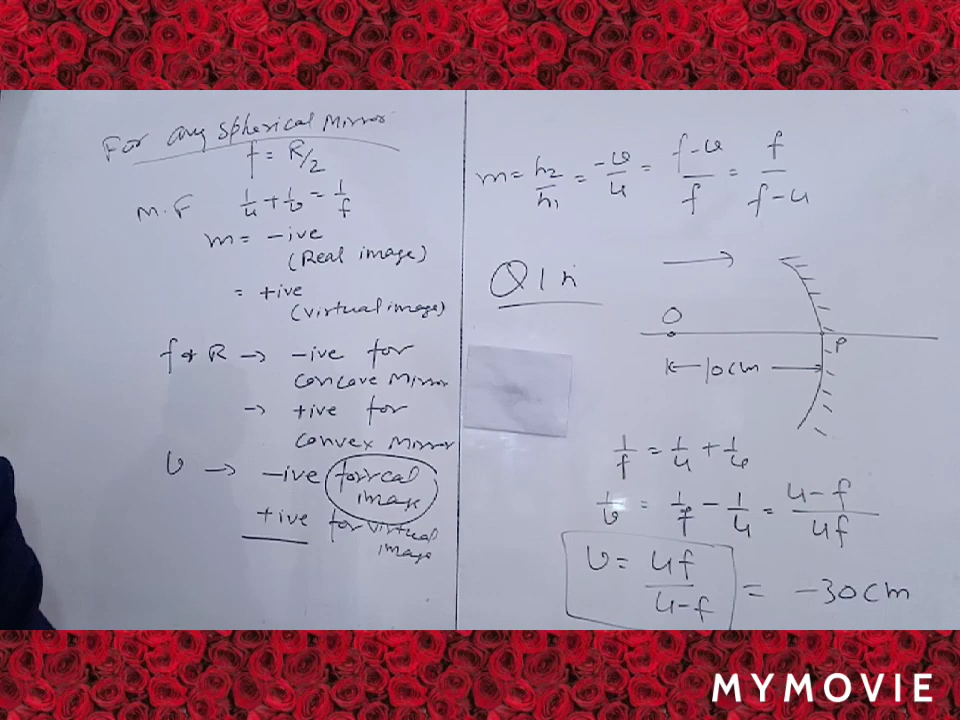 For any spherical Mirror
f = R/2
M.F 1/u + 1/v = 1/f
m = -ive
(Real image)
= +ive
(virtual image)
f & R → -ive for
concave Mirror
→ +ive for
convex Mirror
v → -ive for real
image
+ive for virtual
image
m = h2/h1 = -v/u = f-v/f = f/f-u
Q1
O
P
10cm
1/f = 1/u + 1/v
1/v = 1/f - 1/u = u-f/uf
v = uf/u-f = -30cm
MYMOVIE